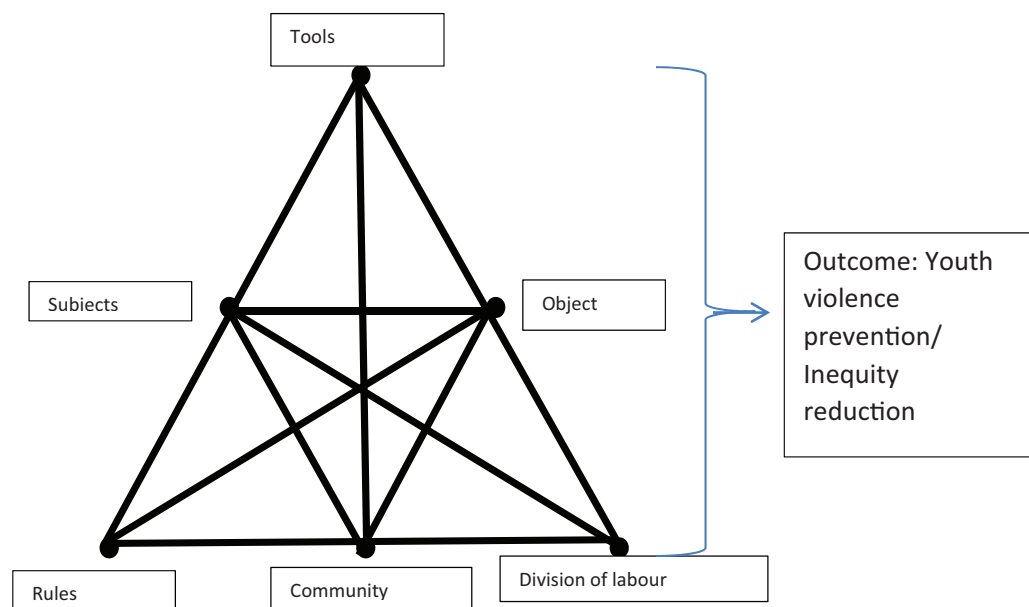 Tools
Subiects
Object
Outcome: Youth
violence
prevention/
Inequity
reduction
Rules
Community
Division of labour